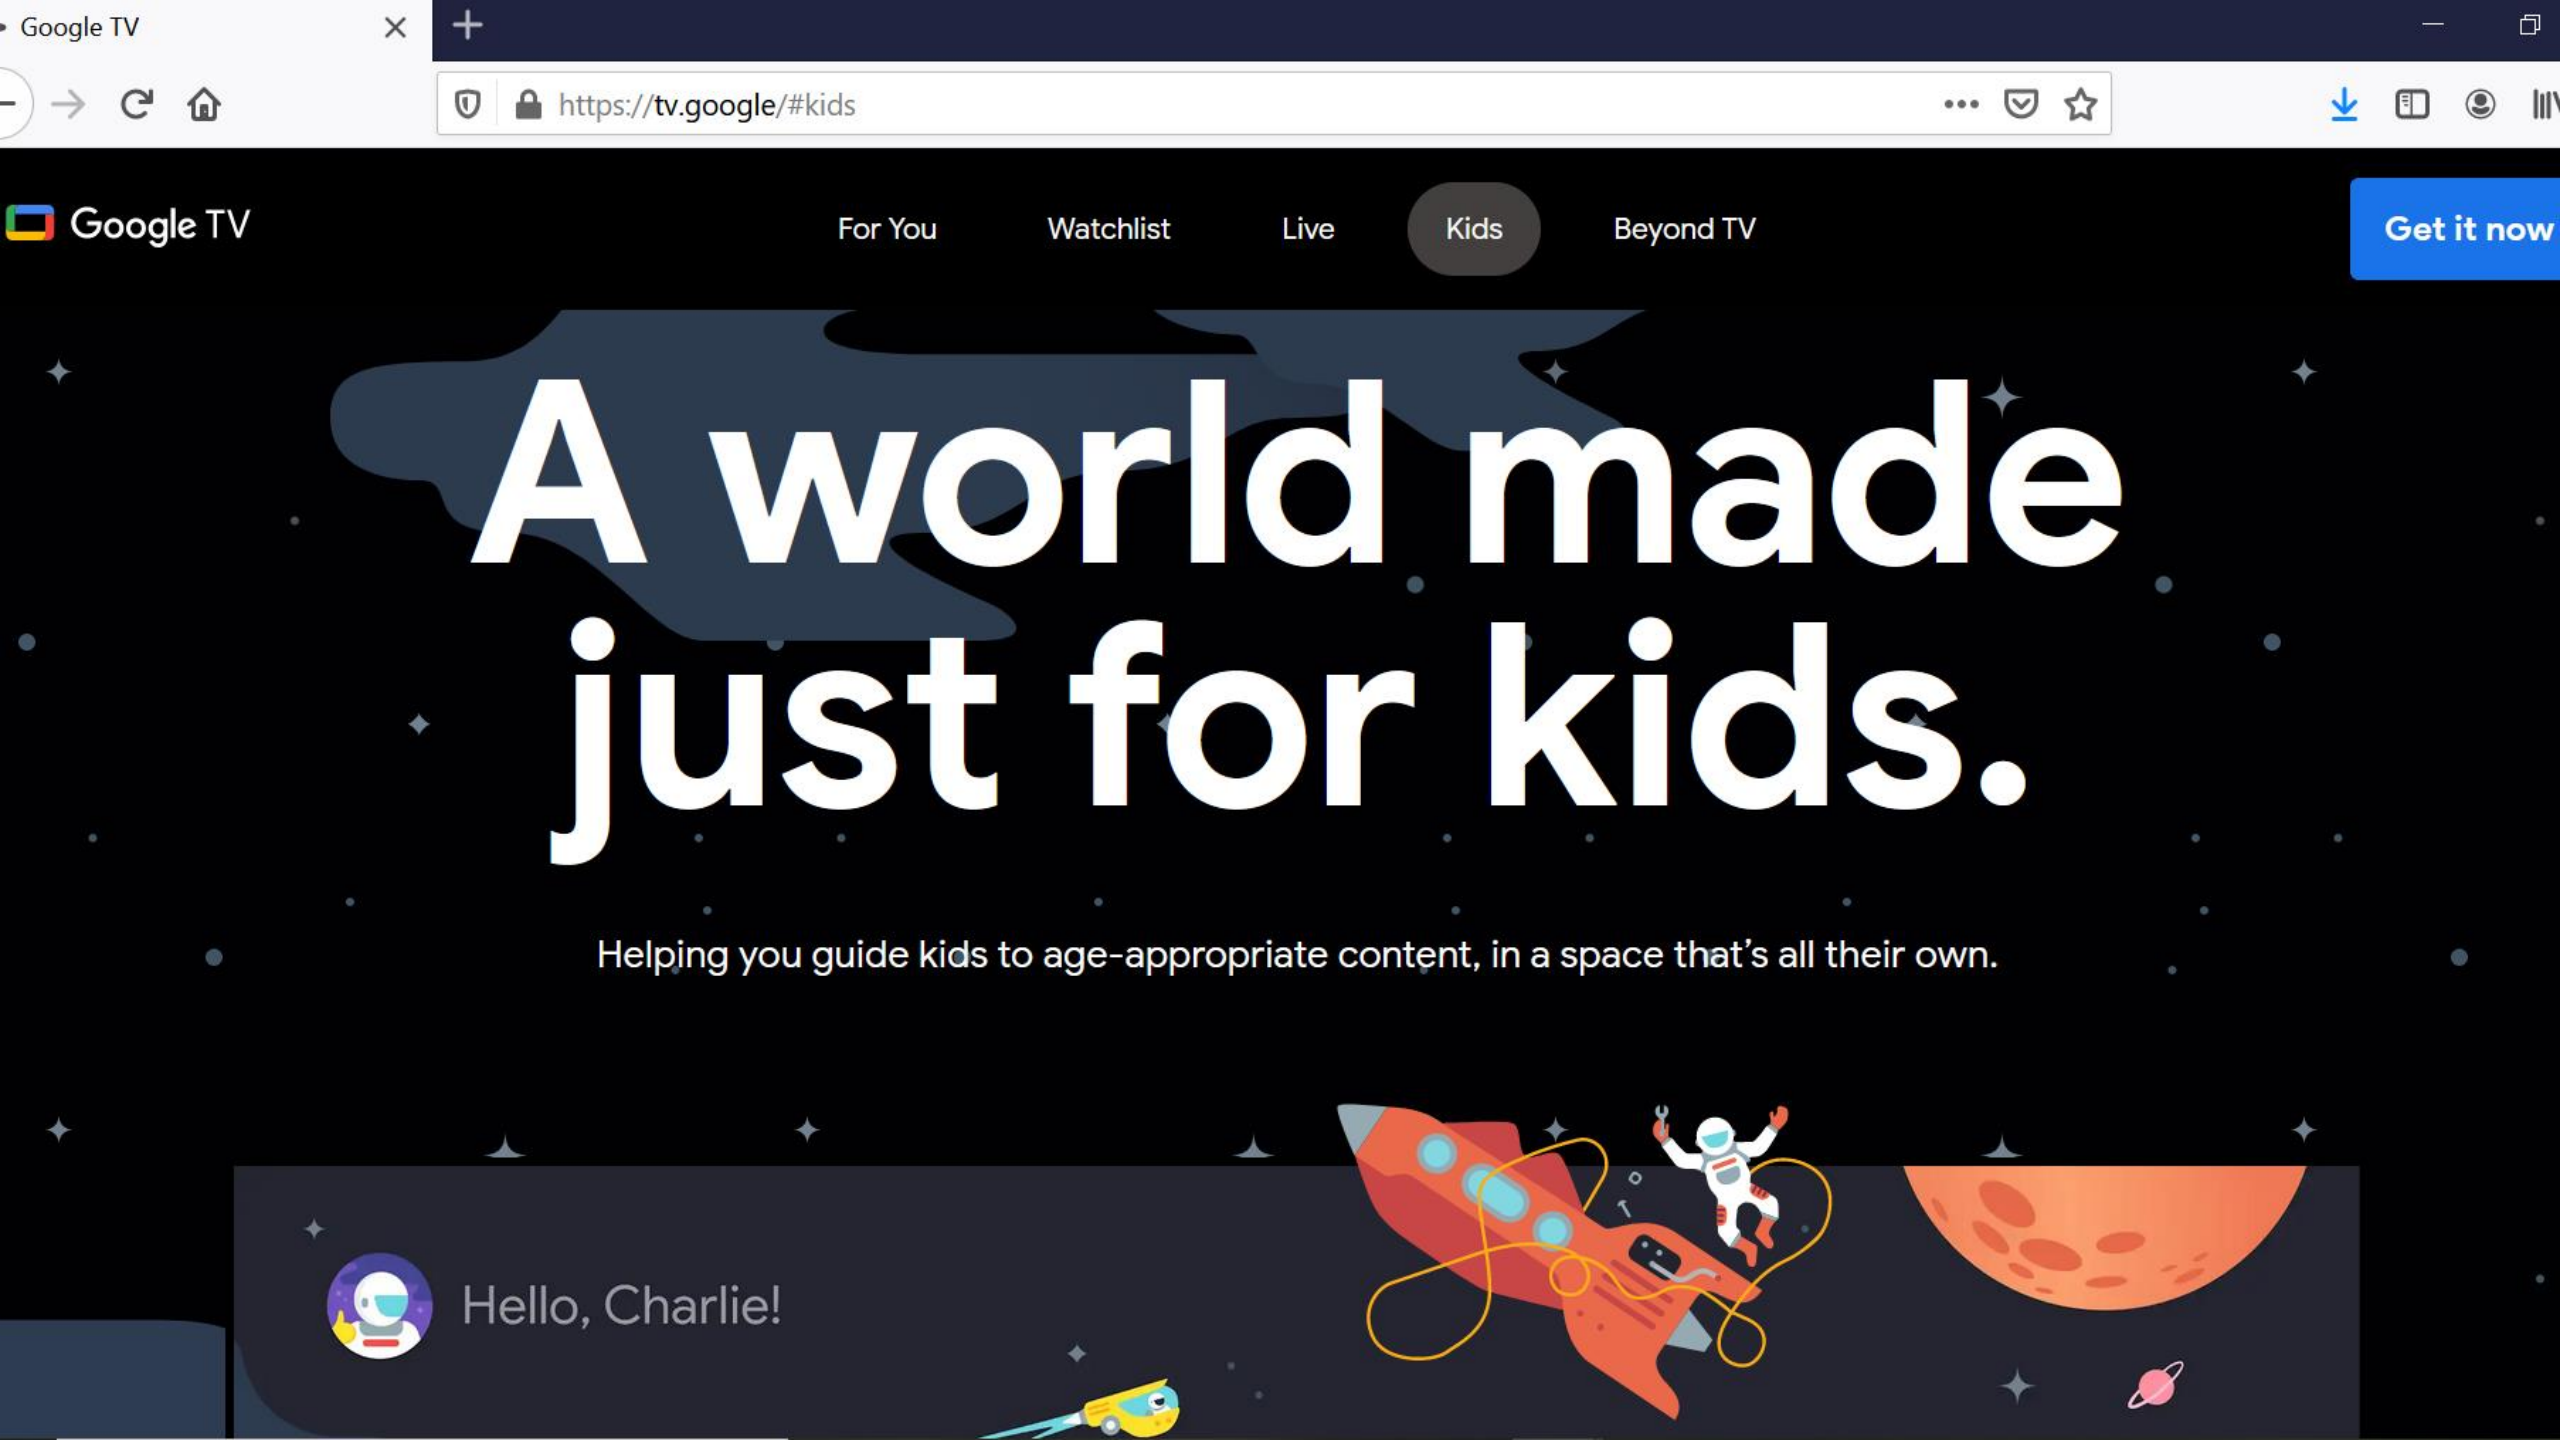 Google TV
https://tv.google/#kids
Google TV
For You
Watchlist
Live
Kids
Beyond TV
Get it now
A world made
just for kids.
Helping you guide kids to age-appropriate content, in a space that’s all their own.
Hello, Charlie!